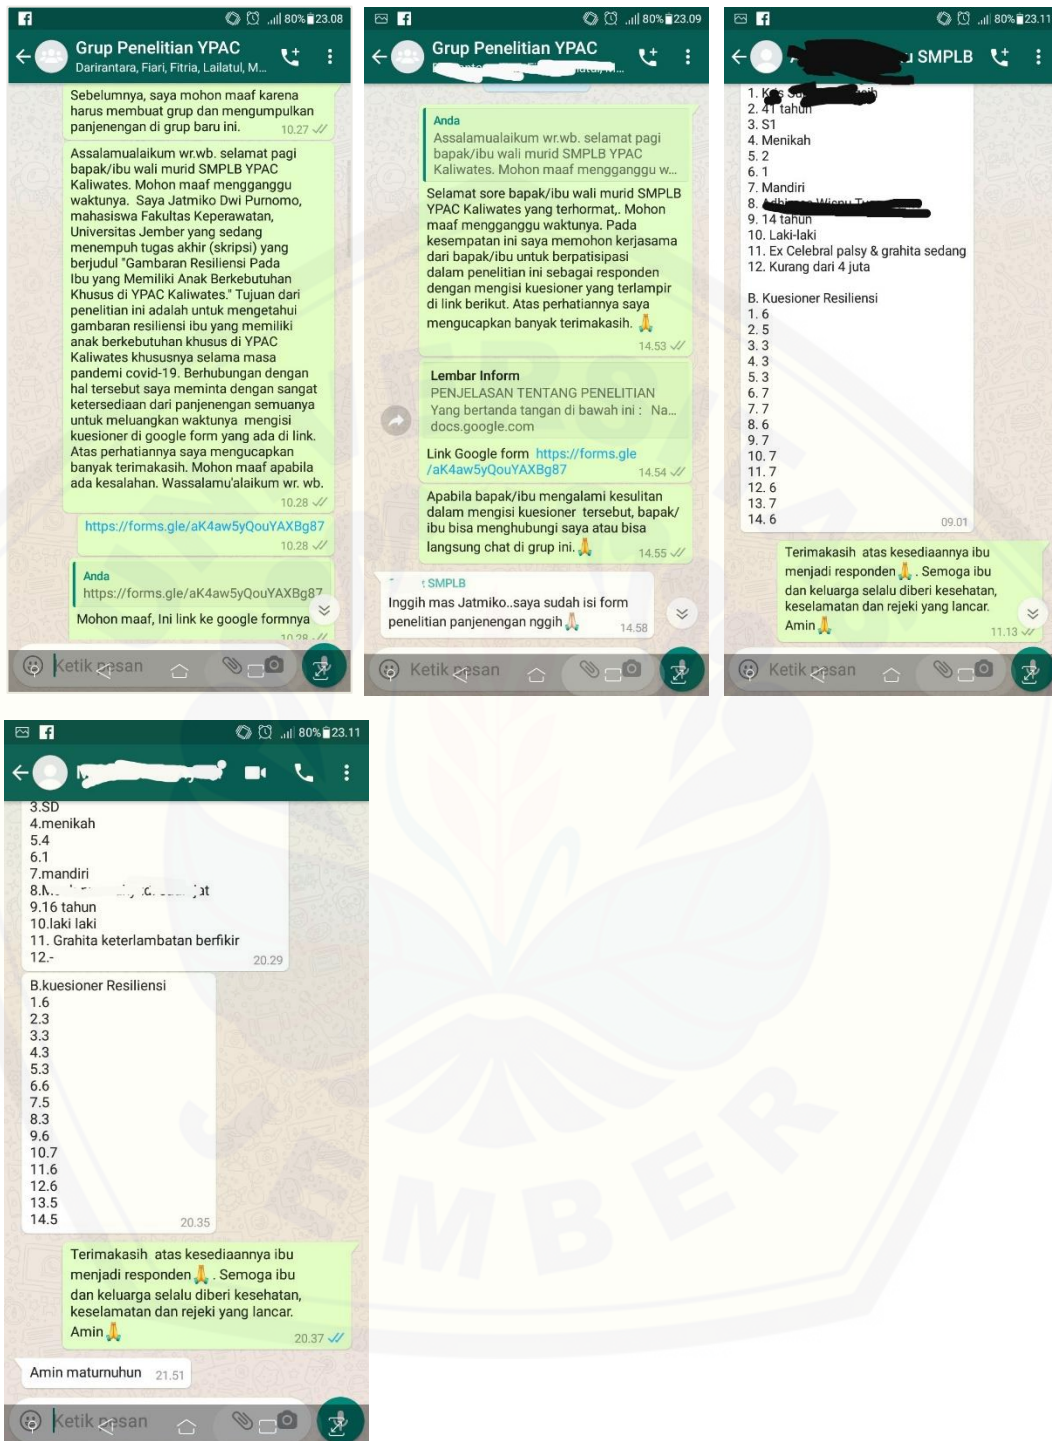 80% 23.08
Grup Penelitian YPAC
Darirantara, Fiari, Fitria, Lailatul, M...
Sebelumnya, saya mohon maaf karena
harus membuat grup dan mengumpulkan
panjenengan di grup baru ini. 10.27
Assalamualaikum wr.wb. selamat pagi
bapak/ibu wali murid SMPLB YPAC
Kaliwates. Mohon maaf mengganggu
waktunya. Saya Jatmiko Dwi Purnomo,
mahasiswa Fakultas Keperawatan,
Universitas Jember yang sedang
menempuh tugas akhir (skripsi) yang
berjudul "Gambaran Resiliensi Pada
Ibu yang Memiliki Anak Berkebutuhan
Khusus di YPAC Kaliwates." Tujuan dari
penelitian ini adalah untuk mengetahui
gambaran resiliensi ibu yang memiliki
anak berkebutuhan khusus di YPAC
Kaliwates khususnya selama masa
pandemi covid-19. Berhubungan dengan
hal tersebut saya meminta dengan sangat
ketersediaan dari panjenengan semuanya
untuk meluangkan waktunya mengisi
kuesioner di google form yang ada di link.
Atas perhatiannya saya mengucapkan
banyak terimakasih. Mohon maaf apabila
ada kesalahan. Wassalamu'alaikum wr. wb.
10.28
https://forms.gle/aK4aw5yQouYAXBg87
10.28
Anda
https://forms.gle/aK4aw5yQouYAXBg87
Mohon maaf, Ini link ke google formnya
10.28
Ketik pesan
80% 23.09
Grup Penelitian YPAC
Anda
Assalamualaikum wr.wb. selamat pagi
bapak/ibu wali murid SMPLB YPAC
Kaliwates. Mohon maaf mengganggu w...
Selamat sore bapak/ibu wali murid SMPLB
YPAC Kaliwates yang terhormat,. Mohon
maaf mengganggu waktunya. Pada
kesempatan ini saya memohon kerjasama
dari bapak/ibu untuk berpatisipasi
dalam penelitian ini sebagai responden
dengan mengisi kuesioner yang terlampir
di link berikut. Atas perhatiannya saya
mengucapkan banyak terimakasih. 🙏
14.53
Lembar Inform
PENJELASAN TENTANG PENELITIAN
Yang bertanda tangan di bawah ini : Na...
docs.google.com
Link Google form https://forms.gle
/aK4aw5yQouYAXBg87 14.54
Apabila bapak/ibu mengalami kesulitan
dalam mengisi kuesioner tersebut, bapak/
ibu bisa menghubungi saya atau bisa
langsung chat di grup ini. 🙏 14.55
SMPLB
Inggih mas Jatmiko..saya sudah isi form
penelitian panjenengan nggih 🙏 14.58
Ketik pesan
80% 23.11
SMPLB
1.
2. 41 tahun
3. S1
4. Menikah
5. 2
6. 1
7. Mandiri
8.
9. 14 tahun
10. Laki-laki
11. Ex Celebral palsy & grahita sedang
12. Kurang dari 4 juta
B. Kuesioner Resiliensi
1. 6
2. 5
3. 3
4. 3
5. 3
6. 7
7. 7
8. 6
9. 7
10. 7
11. 7
12. 6
13. 7
14. 6 09.01
Terimakasih atas kesediaannya ibu
menjadi responden 🙏 . Semoga ibu
dan keluarga selalu diberi kesehatan,
keselamatan dan rejeki yang lancar.
Amin 🙏 11.13
Ketik pesan
80% 23.11
3.SD
4.menikah
5.4
6.1
7.mandiri
8.
9.16 tahun
10.laki laki
11. Grahita keterlambatan berfikir
12.- 20.29
B.kuesioner Resiliensi
1.6
2.3
3.3
4.3
5.3
6.6
7.5
8.3
9.6
10.7
11.6
12.6
13.5
14.5 20.35
Terimakasih atas kesediaannya ibu
menjadi responden 🙏 . Semoga ibu
dan keluarga selalu diberi kesehatan,
keselamatan dan rejeki yang lancar.
Amin 🙏 20.37
Amin maturnuhun 21.51
Ketik pesan